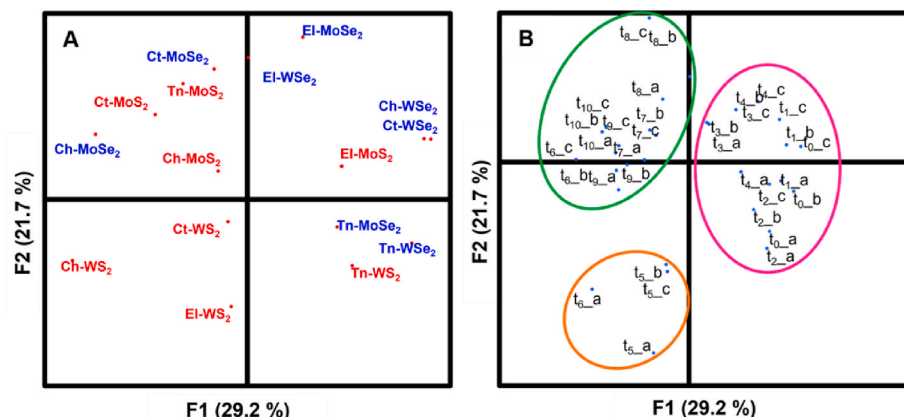 A
El-MoSe2
Ct-MoSe2
Tn-MoS2
El-WSe2
Ct-MoS2
Ch-WSe2
Ct-WSe2
Ch-MoSe2
Ch-MoS2
El-MoS2
Ct-WS2
Tn-MoSe2
Tn-WSe2
Ch-WS2
Tn-WS2
El-WS2
F2 (21.7 %)
F1 (29.2 %)
B
t8_c
t8_b
t8_a
t10_c
t7_b
t10_b
t9_c
t7_c
t10_a
t7_a
t6_c
t6_b
t9_a
t9_b
t4_b
t4_c
t3_c
t1_c
t3_b
t3_a
t1_b
t0_c
t4_a
t1_a
t2_c
t0_b
t2_b
t0_a
t2_a
t5_b
t5_c
t6_a
t5_a
F2 (21.7 %)
F1 (29.2 %)